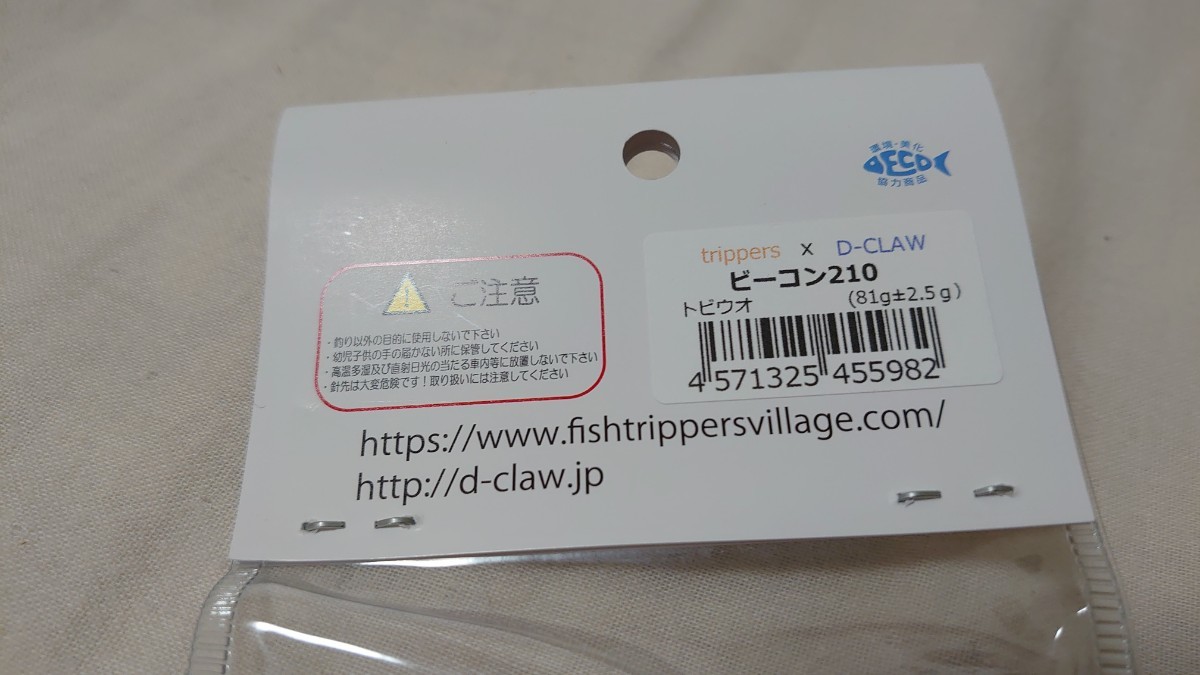 環境・美化
DECO
協力商品
trippers x D-CLAW
ビーコン210
トビウオ (81g±2.5g)
4 571325 455982
ご注意
・釣り以外の目的に使用しないで下さい
・幼児子供の手の届かない所に保管してください
・高温多湿及び直射日光の当たる車内等に放置しないで下さい
・針先は大変危険です！取り扱いには注意してください
https://www.fishtrippersvillage.com/
http://d-claw.jp